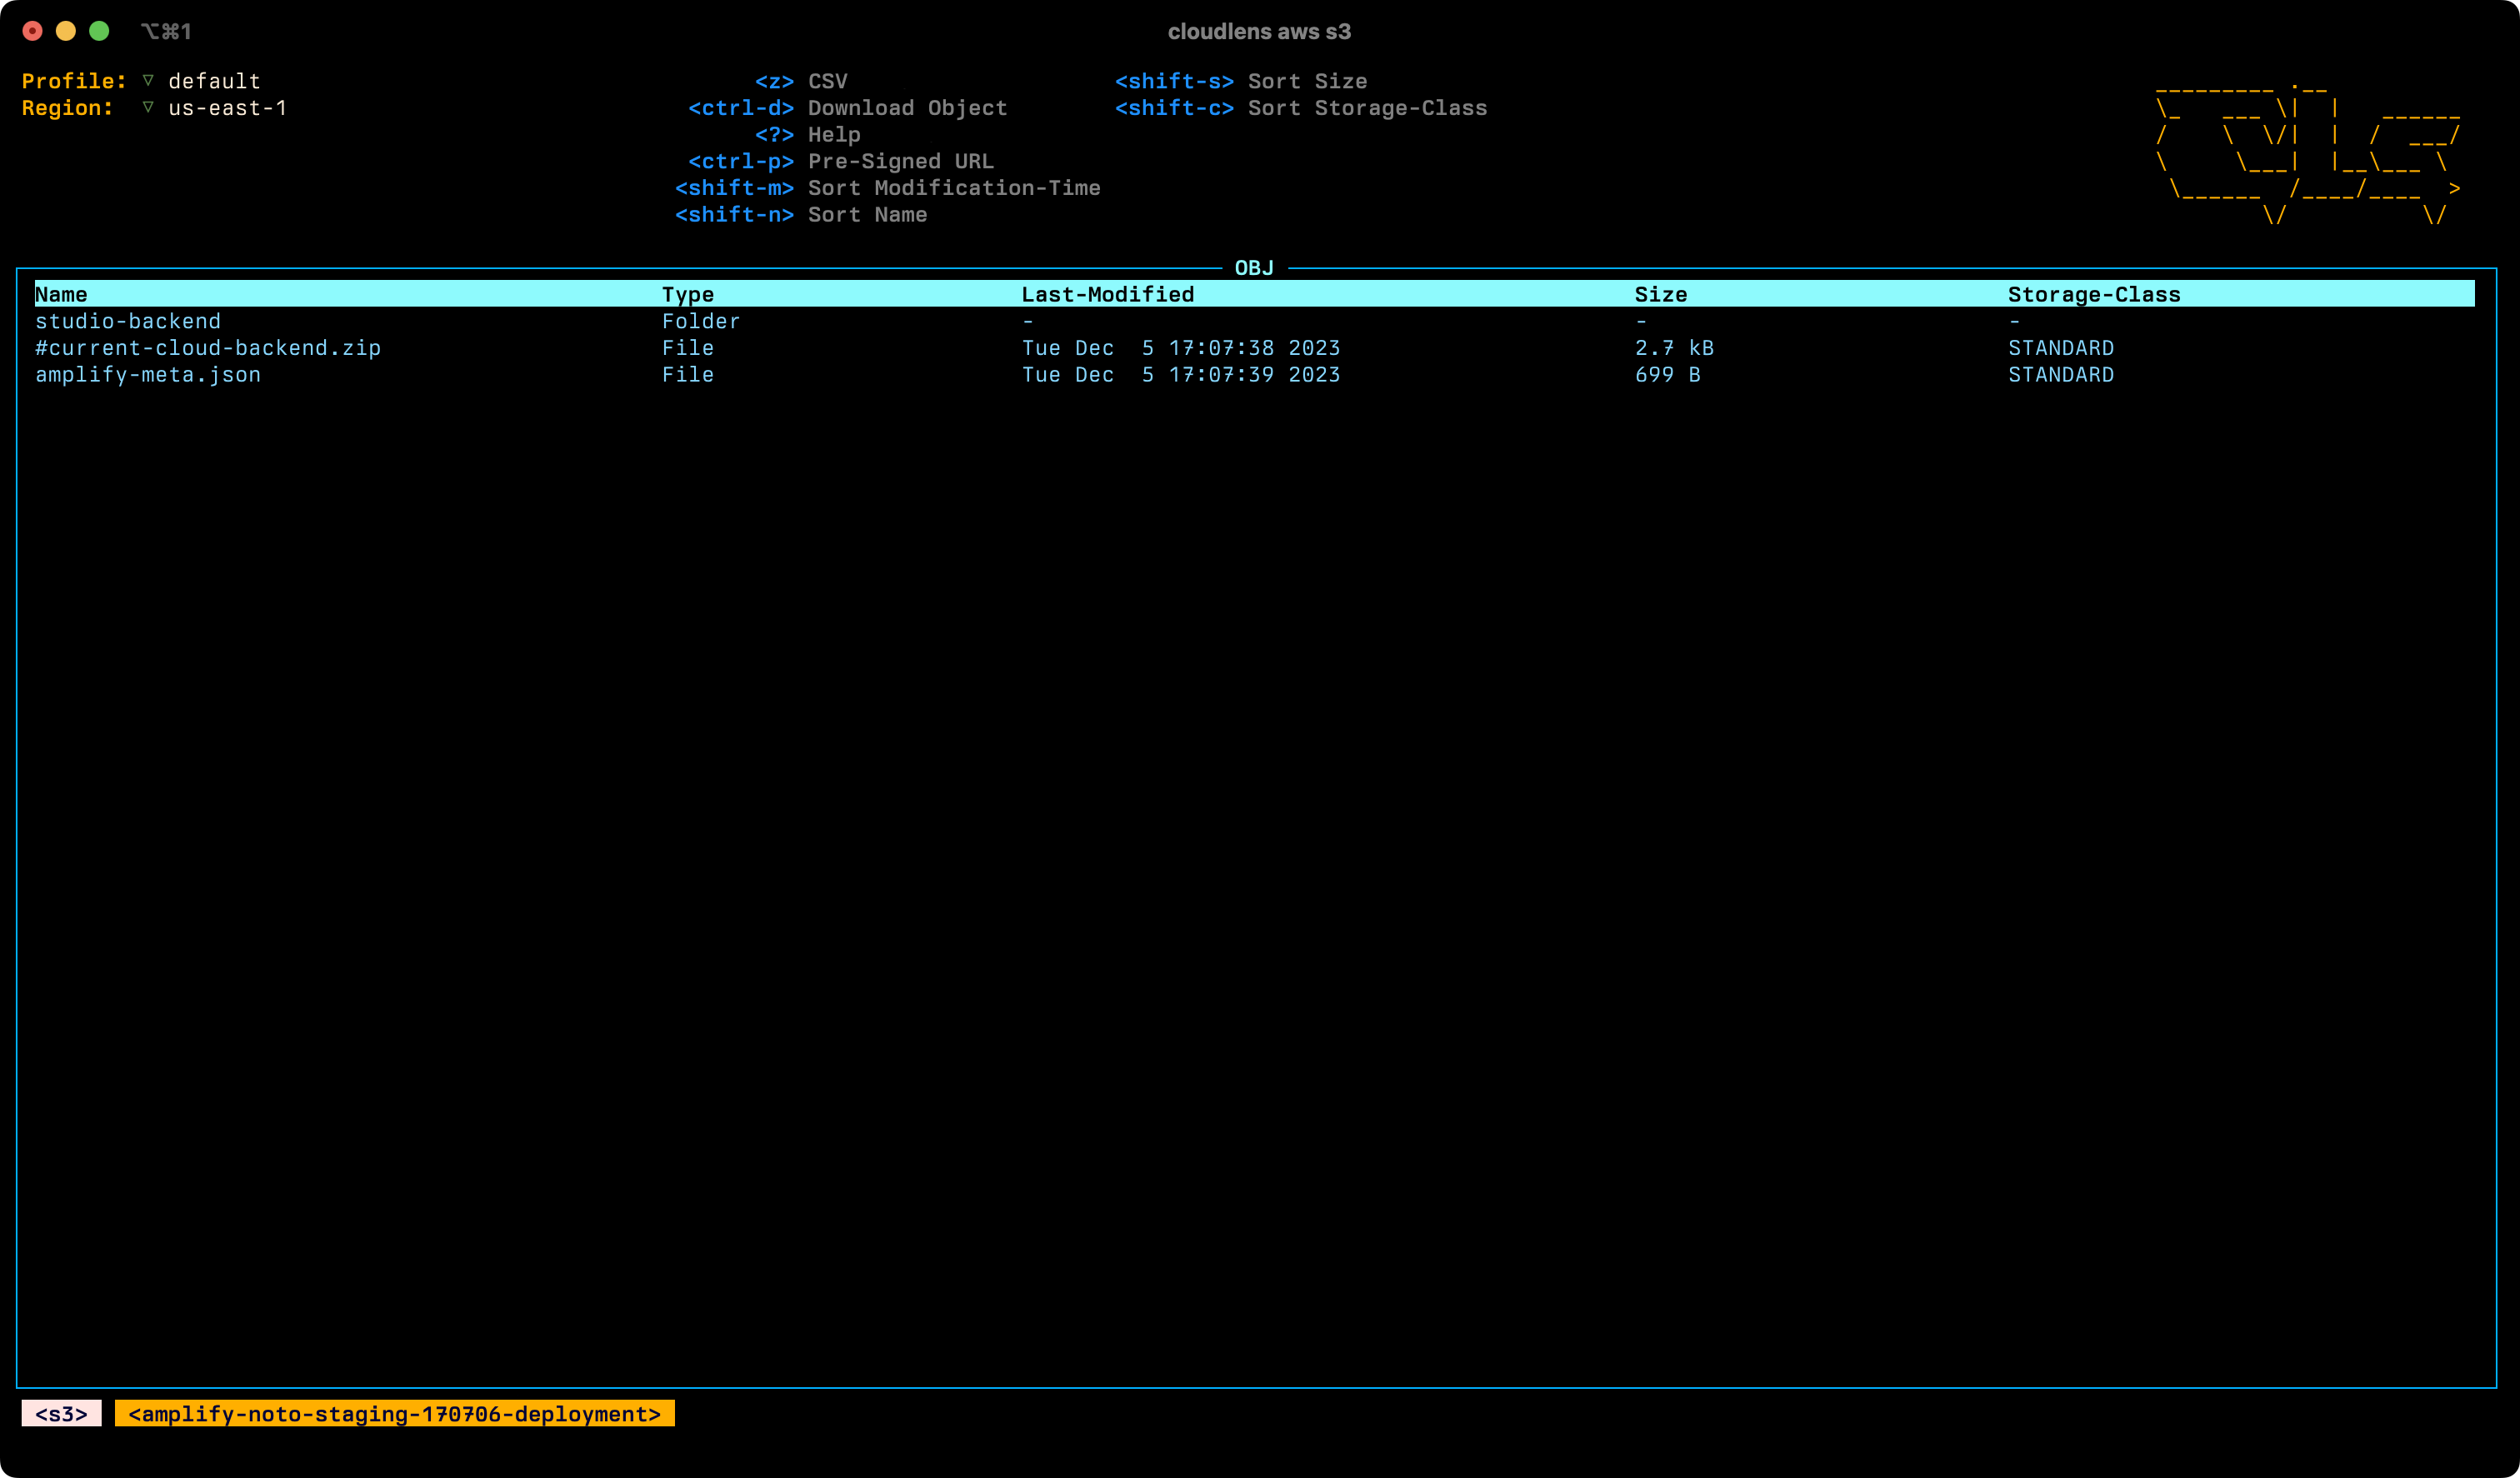 ⌥⌘1 cloudlens aws s3
Profile: ▽ default <z> CSV <shift-s> Sort Size
Region: ▽ us-east-1 <ctrl-d> Download Object <shift-c> Sort Storage-Class
<?> Help
<ctrl-p> Pre-Signed URL
<shift-m> Sort Modification-Time
<shift-n> Sort Name
OBJ
Name Type Last-Modified Size Storage-Class
studio-backend Folder - - -
#current-cloud-backend.zip File Tue Dec  5 17:07:38 2023 2.7 kB STANDARD
amplify-meta.json File Tue Dec  5 17:07:39 2023 699 B STANDARD
<s3> <amplify-noto-staging-170706-deployment>